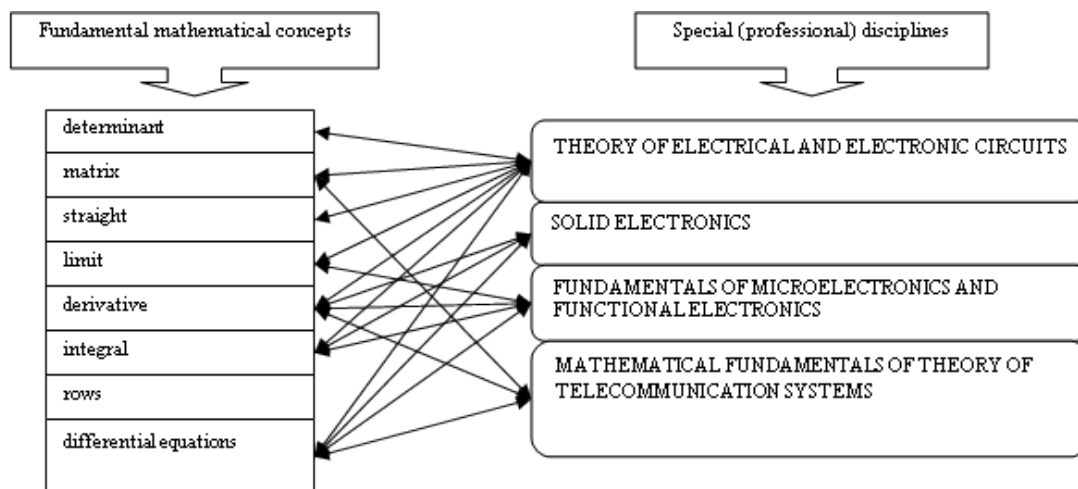 Fundamental mathematical concepts
Special (professional) disciplines
determinant
matrix
straight
limit
derivative
integral
rows
differential equations
THEORY OF ELECTRICAL AND ELECTRONIC CIRCUITS
SOLID ELECTRONICS
FUNDAMENTALS OF MICROELECTRONICS AND
FUNCTIONAL ELECTRONICS
MATHEMATICAL FUNDAMENTALS OF THEORY OF
TELECOMMUNICATION SYSTEMS